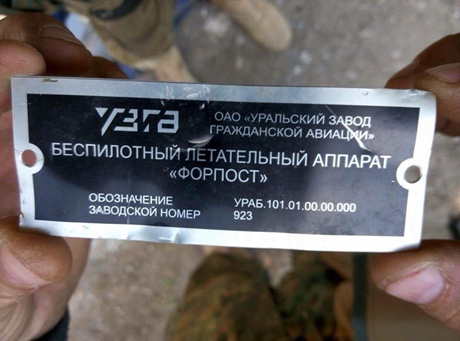 УЗГА
ОАО «УРАЛЬСКИЙ ЗАВОД
ГРАЖДАНСКОЙ АВИАЦИИ»
БЕСПИЛОТНЫЙ ЛЕТАТЕЛЬНЫЙ АППАРАТ
«ФОРПОСТ»
ОБОЗНАЧЕНИЕ УРАБ.101.01.00.00.000
ЗАВОДСКОЙ НОМЕР 923